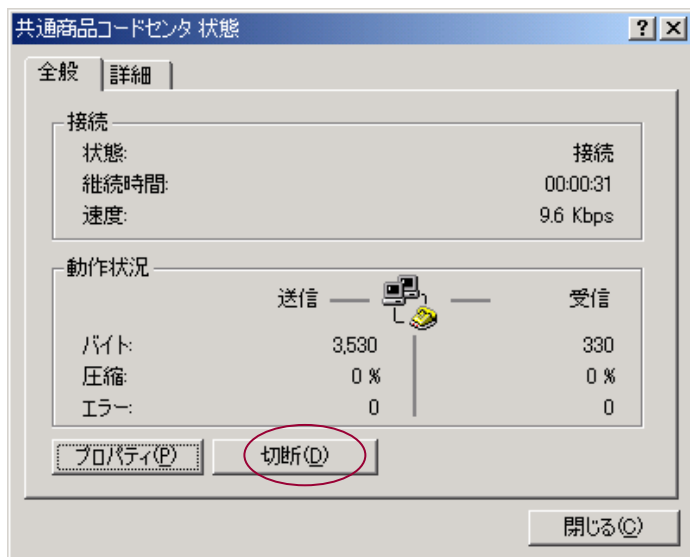 共通商品コードセンタ 状態
全般 詳細
接続
状態: 接続
継続時間: 00:00:31
速度: 9.6 Kbps
動作状況
送信 受信
バイト: 3,530 330
圧縮: 0 % 0 %
エラー: 0 0
プロパティ(P) 切断(D)
閉じる(C)